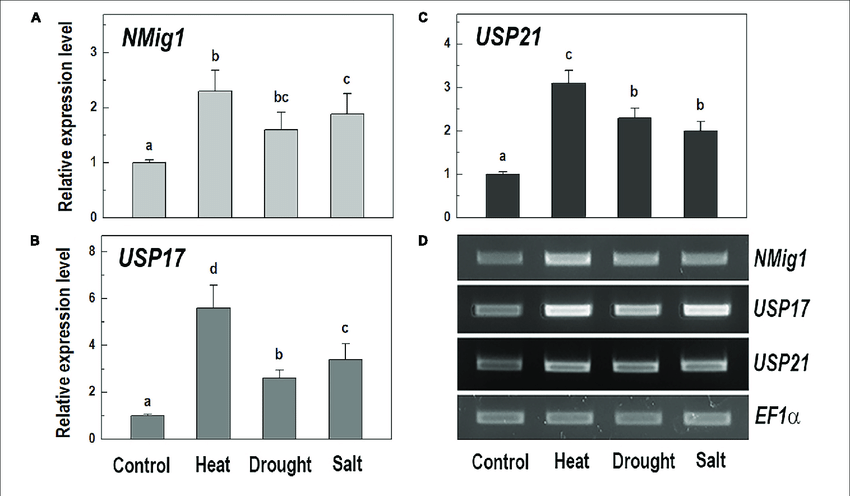 A
NMig1
Relative expression level
3
2
1
0
a
b
bc
c
B
USP17
Relative expression level
8
6
4
2
0
a
d
b
c
Control Heat Drought Salt
C
USP21
4
3
2
1
0
a
c
b
b
D
NMig1
USP17
USP21
EF1α
Control Heat Drought Salt